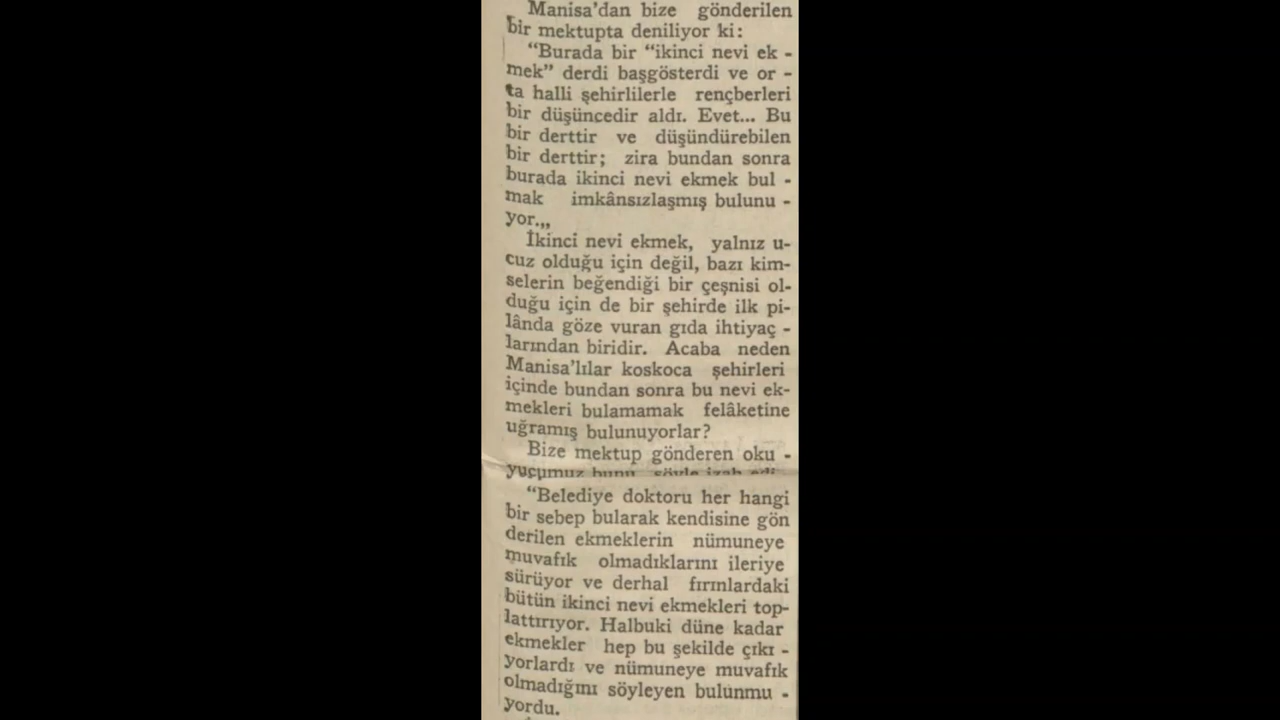 Manisa'dan bize gönderilen
bir mektupta deniliyor ki:
"Burada bir "ikinci nevi ek -
mek" derdi başgösterdi ve or -
ta halli şehirlilerle rençberleri
bir düşüncedir aldı. Evet... Bu
bir derttir ve düşündürebilen
bir derttir; zira bundan sonra
burada ikinci nevi ekmek bul -
mak imkânsızlaşmış bulunu -
yor.„
İkinci nevi ekmek, yalnız u-
cuz olduğu için değil, bazı kim-
selerin beğendiği bir çeşnisi ol-
duğu için de bir şehirde ilk pi-
lânda göze vuran gıda ihtiyaç -
larından biridir. Acaba neden
Manisa'lılar koskoca şehirleri
içinde bundan sonra bu nevi ek-
mekleri bulamamak felâketine
uğramış bulunuyorlar?
Bize mektup gönderen oku -
yucumuz bunu şöyle izah edi-
"Belediye doktoru her hangi
bir sebep bularak kendisine gön
derilen ekmeklerin nümuneye
muvafık olmadıklarını ileriye
sürüyor ve derhal fırınlardaki
bütün ikinci nevi ekmekleri top-
lattırıyor. Halbuki düne kadar
ekmekler hep bu şekilde çıkı -
yorlardı ve nümuneye muvafık
olmadığını söyleyen bulunmu -
yordu.